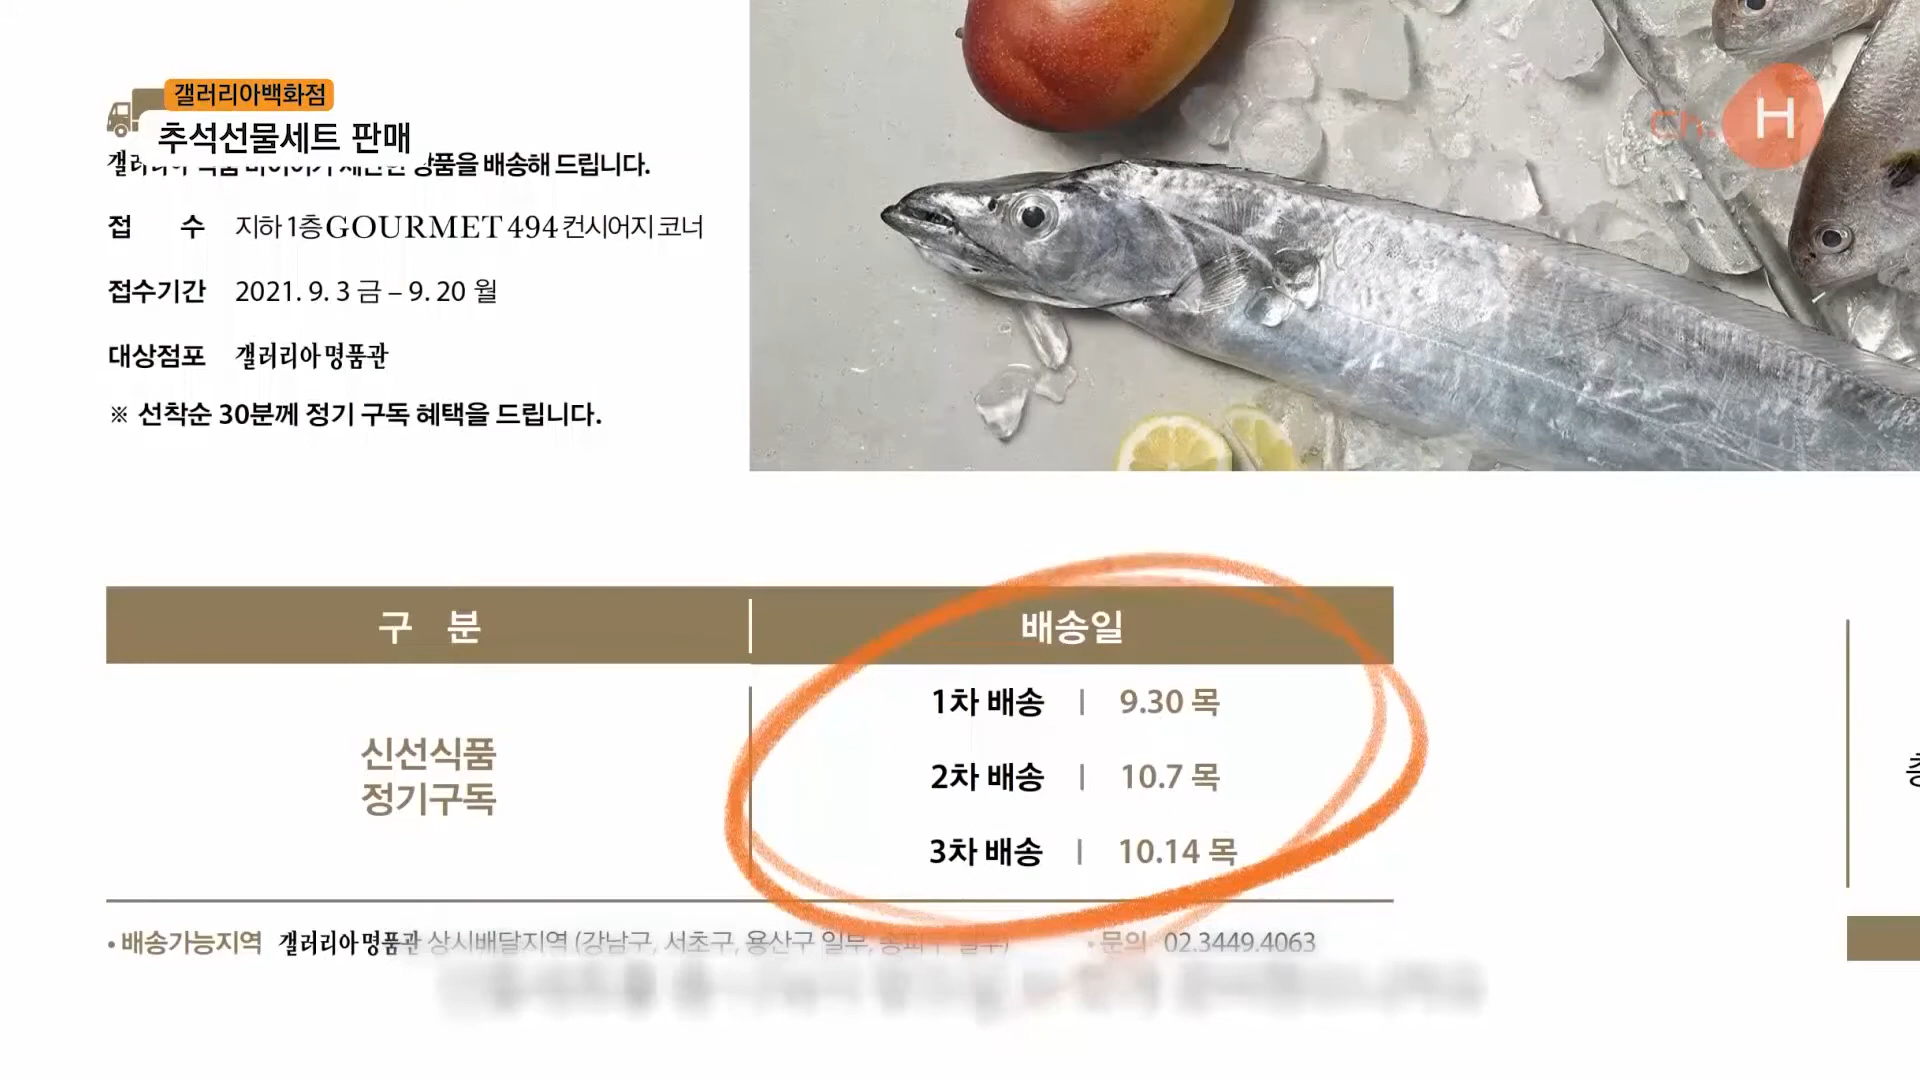 갤러리아백화점
추석선물세트 판매
상품을 배송해 드립니다.
접 수 지하 1층 GOURMET 494 컨시어지 코너
접수기간 2021. 9. 3 금 – 9. 20 월
대상점포 갤러리아명품관
※ 선착순 30분께 정기 구독 혜택을 드립니다.
Ch. H
구 분 배송일
신선식품
정기구독
1차 배송 | 9.30 목
2차 배송 | 10.7 목
3차 배송 | 10.14 목
• 배송가능지역 갤러리아명품관 상시배달지역 (강남구, 서초구, 용산구 일부, 송파구 일부) • 문의 02.3449.4063